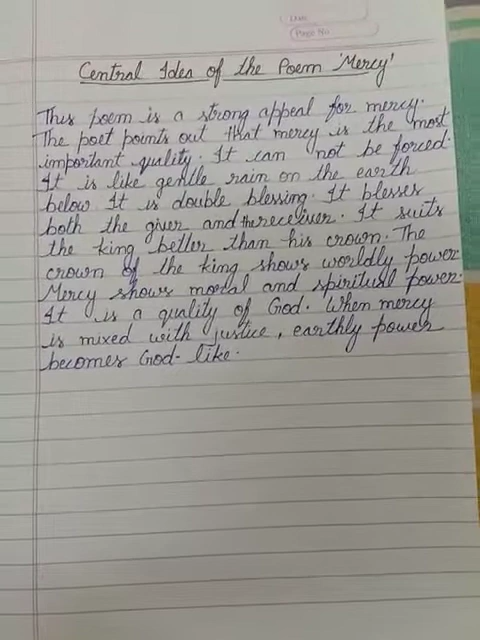 Date
Page No.
Central Idea of the Poem 'Mercy'
This poem is a strong appeal for mercy.
The poet points out that mercy is the most
important quality. It can not be forced.
It is like gentle rain on the earth
below It is double blessing. It blesses
both the giver and the receiever. It suits
the king better than his crown. The
crown of the king shows worldly power.
Mercy shows moral and spiritual power.
It is a quality of God. When mercy
is mixed with justice, earthly power
becomes God-like.